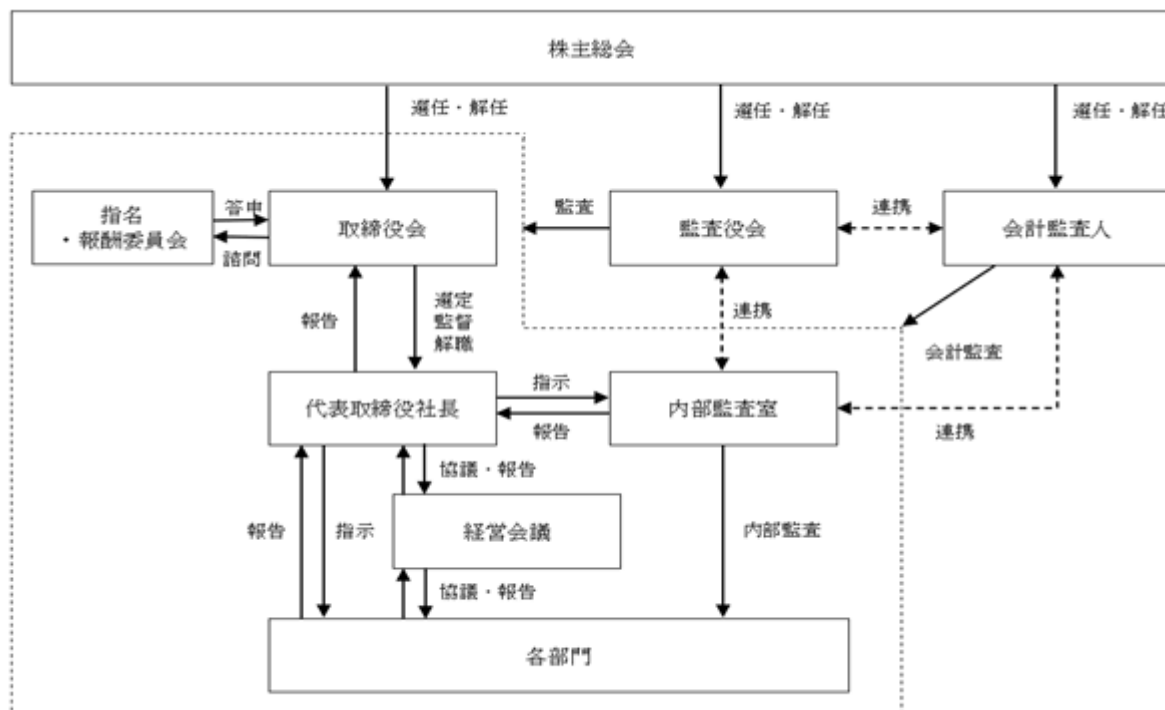 株主総会
選任・解任
選任・解任
選任・解任
指名
・報酬委員会
答申
諮問
取締役会
監査
監査役会
連携
会計監査人
報告
選定
監督
解職
連携
会計監査
代表取締役社長
指示
報告
内部監査室
連携
協議・報告
報告
指示
経営会議
内部監査
協議・報告
各部門